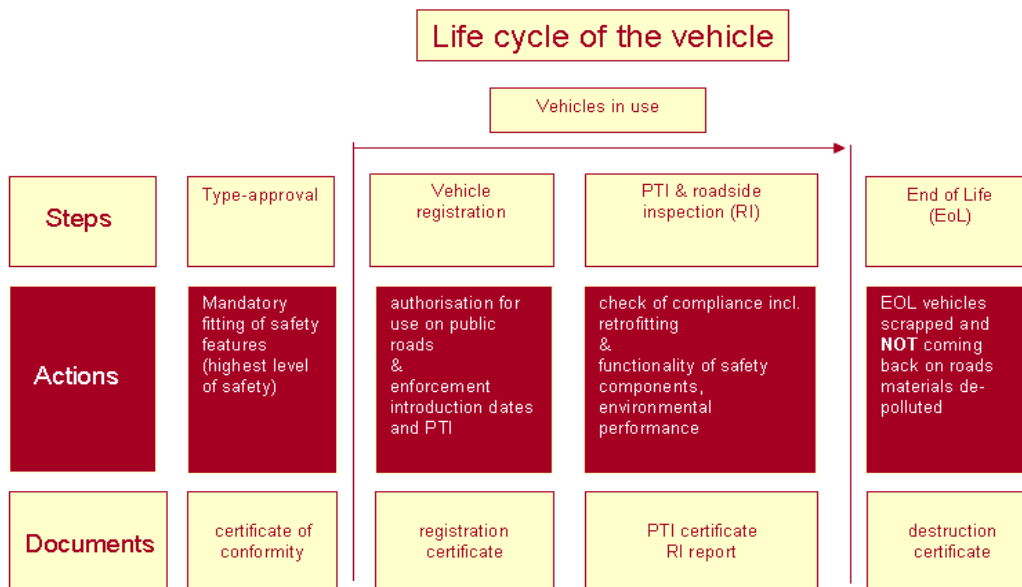 Life cycle of the vehicle
Vehicles in use
Steps
Type-approval
Vehicle
registration
PTI & roadside
inspection (RI)
End of Life
(EoL)
Actions
Mandatory
fitting of safety
features
(highest level
of safety)
authorisation for
use on public
roads
&
enforcement
introduction dates
and PTI
check of compliance incl.
retrofitting
&
functionality of safety
components,
environmental
performance
EOL vehicles
scrapped and
NOT coming
back on roads
materials de-
polluted
Documents
certificate of
conformity
registration
certificate
PTI certificate
RI report
destruction
certificate